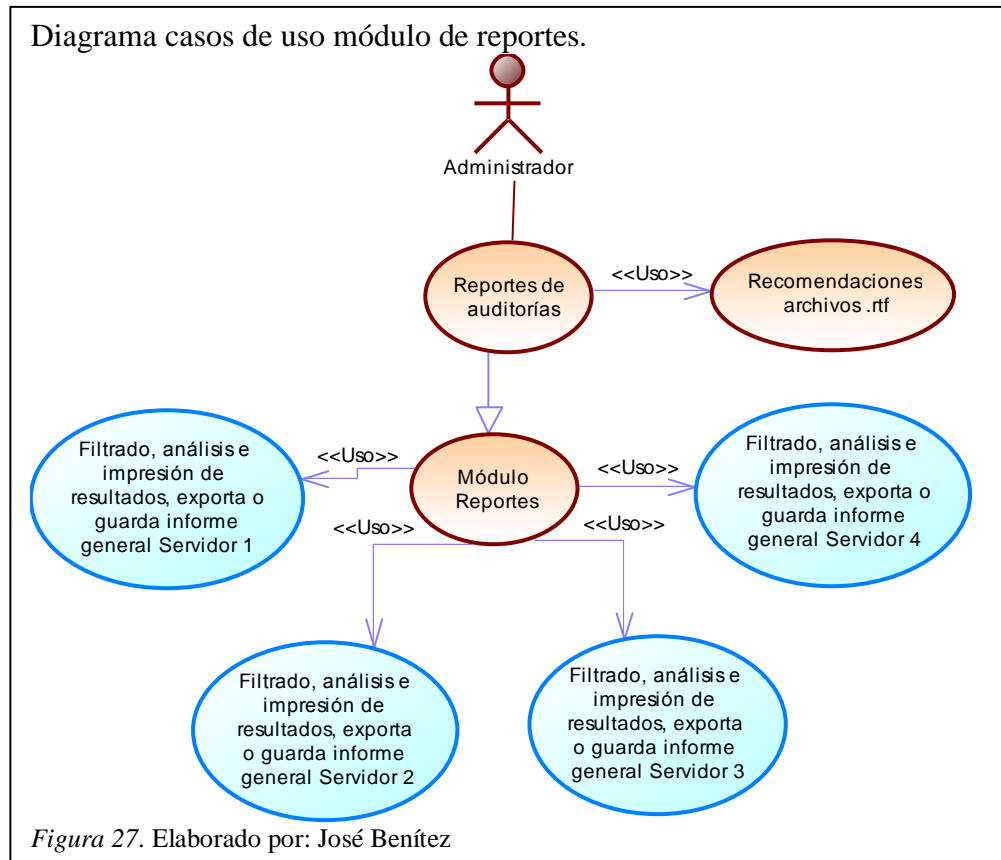 Diagrama casos de uso módulo de reportes.
Administrador
Reportes de
auditorías
<<Uso>>
Recomendaciones
archivos .rtf
Filtrado, análisis e
impresión de
resultados, exporta o
guarda informe
general Servidor 1
<<Uso>>
Módulo
Reportes
<<Uso>>
Filtrado, análisis e
impresión de
resultados, exporta o
guarda informe
general Servidor 4
<<Uso>>
<<Uso>>
Filtrado, análisis e
impresión de
resultados, exporta
o guarda informe
general Servidor 2
Filtrado, análisis e
impresión de
resultados, exporta
o guarda informe
general Servidor 3
Figura 27. Elaborado por: José Benítez